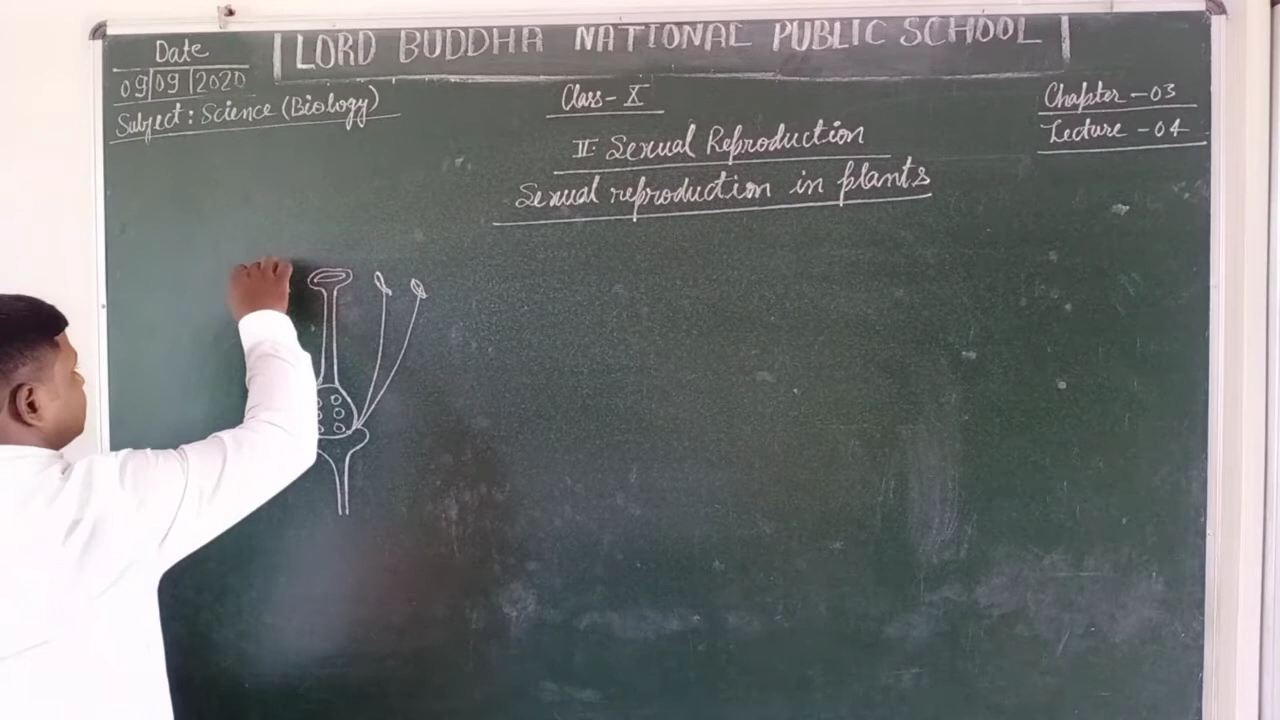 Date
LORD BUDDHA NATIONAL PUBLIC SCHOOL
09/09/2020
Subject: Science (Biology)
Class - X
Chapter - 03
Lecture - 04
II. Sexual Reproduction
Sexual reproduction in plants